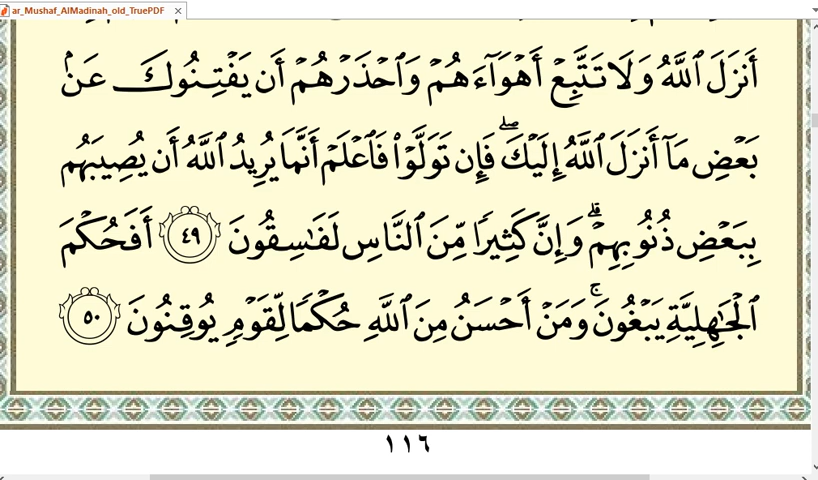 ar_Mushaf_AlMadinah_old_TruePDF
أَنزَلَ ٱللَّهُ وَلَا تَتَّبِعۡ أَهۡوَآءَهُمۡ وَٱحۡذَرۡهُمۡ أَن يَفۡتِنُوكَ عَنۢ
بَعۡضِ مَآ أَنزَلَ ٱللَّهُ إِلَيۡكَۖ فَإِن تَوَلَّوۡاْ فَٱعۡلَمۡ أَنَّمَا يُرِيدُ ٱللَّهُ أَن يُصِيبَهُم
بِبَعۡضِ ذُنُوبِهِمۡۗ وَإِنَّ كَثِيرٗا مِّنَ ٱلنَّاسِ لَفَٰسِقُونَ ٤٩ أَفَحُكۡمَ
ٱلۡجَٰهِلِيَّةِ يَبۡغُونَۚ وَمَنۡ أَحۡسَنُ مِنَ ٱللَّهِ حُكۡمٗا لِّقَوۡمٖ يُوقِنُونَ ٥٠
١١٦